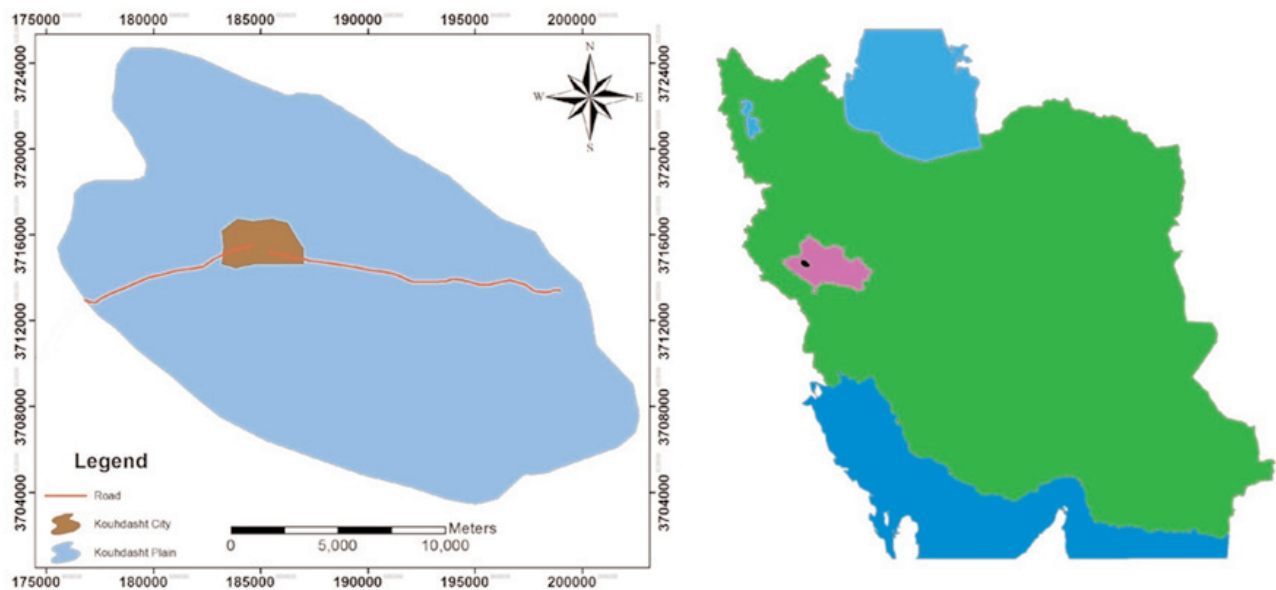 175000 180000 185000 190000 195000 200000
N
W E
S
3724000 3724000
3720000 3720000
3716000 3716000
3712000 3712000
3708000 3708000
3704000 3704000
Legend
Road
Kouhdasht City
Kouhdasht Plain
Meters
0 5,000 10,000
175000 180000 185000 190000 195000 200000